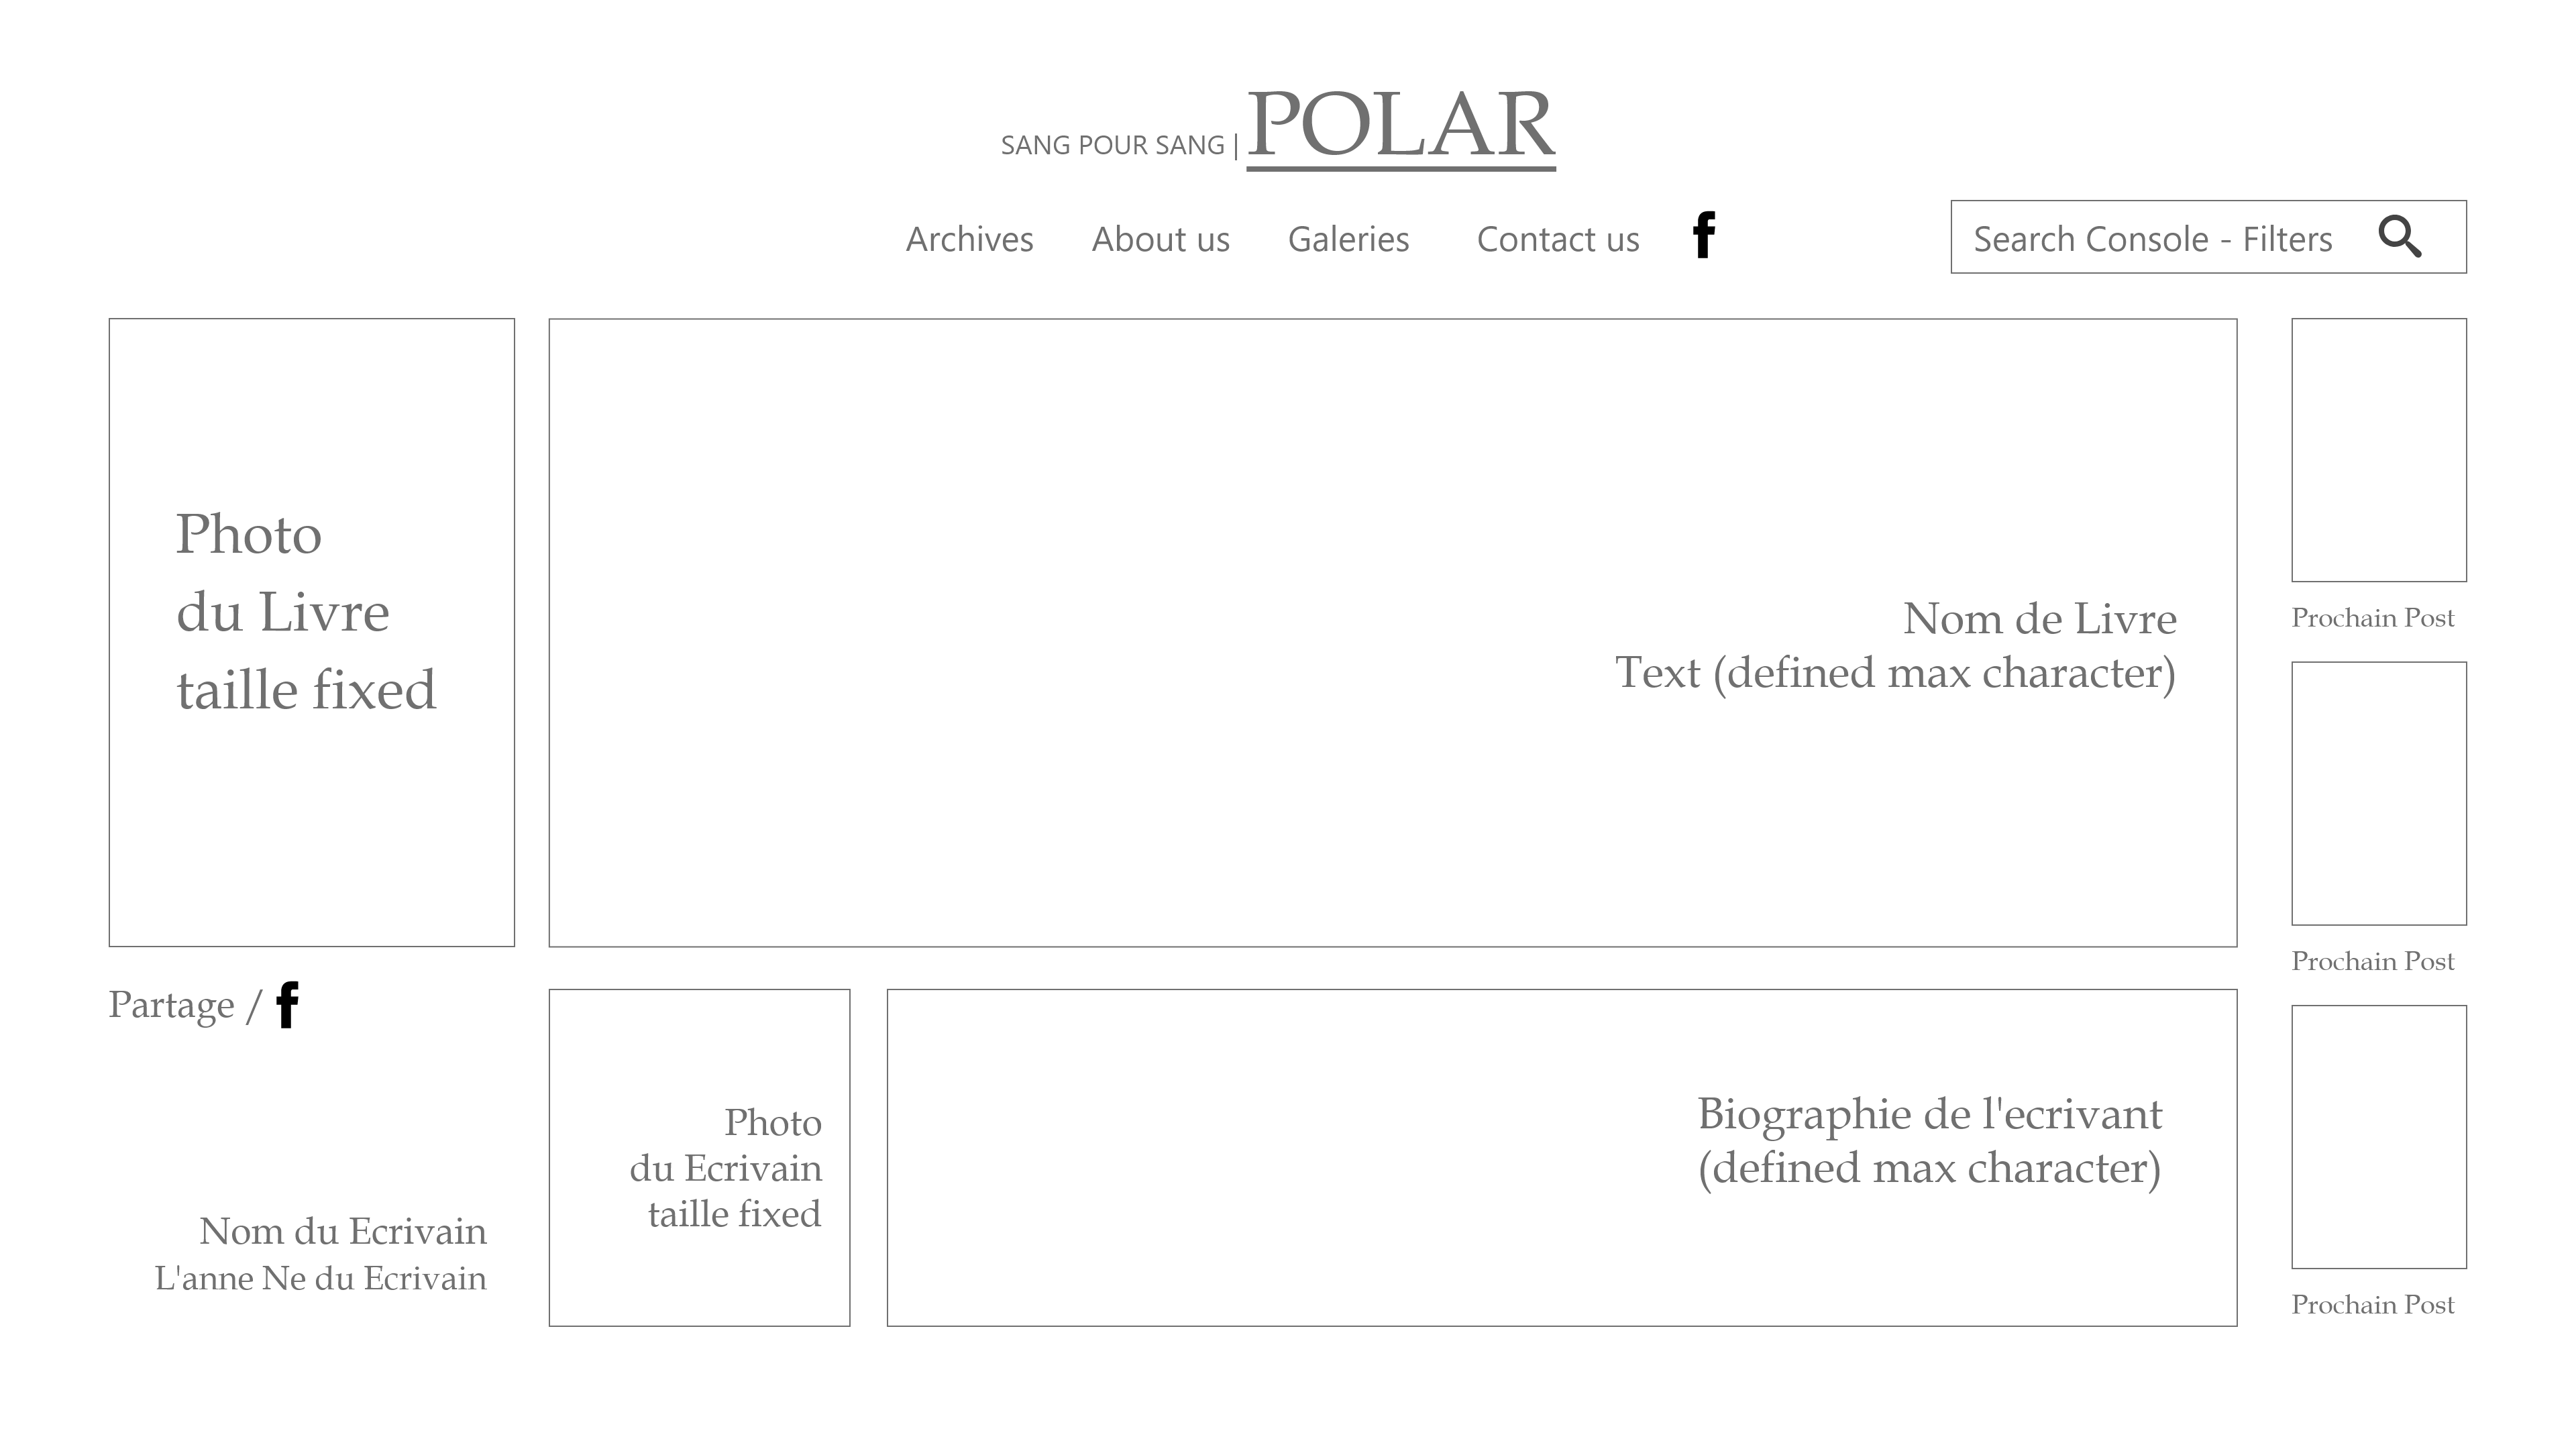 SANG POUR SANG | POLAR
Archives
About us
Galeries
Contact us
f
Search Console - Filters
Photo
du Livre
taille fixed
Nom de Livre
Text (defined max character)
Prochain Post
Prochain Post
Partage / f
Photo
du Ecrivain
taille fixed
Nom du Ecrivain
L'anne Ne du Ecrivain
Biographie de l'ecrivant
(defined max character)
Prochain Post